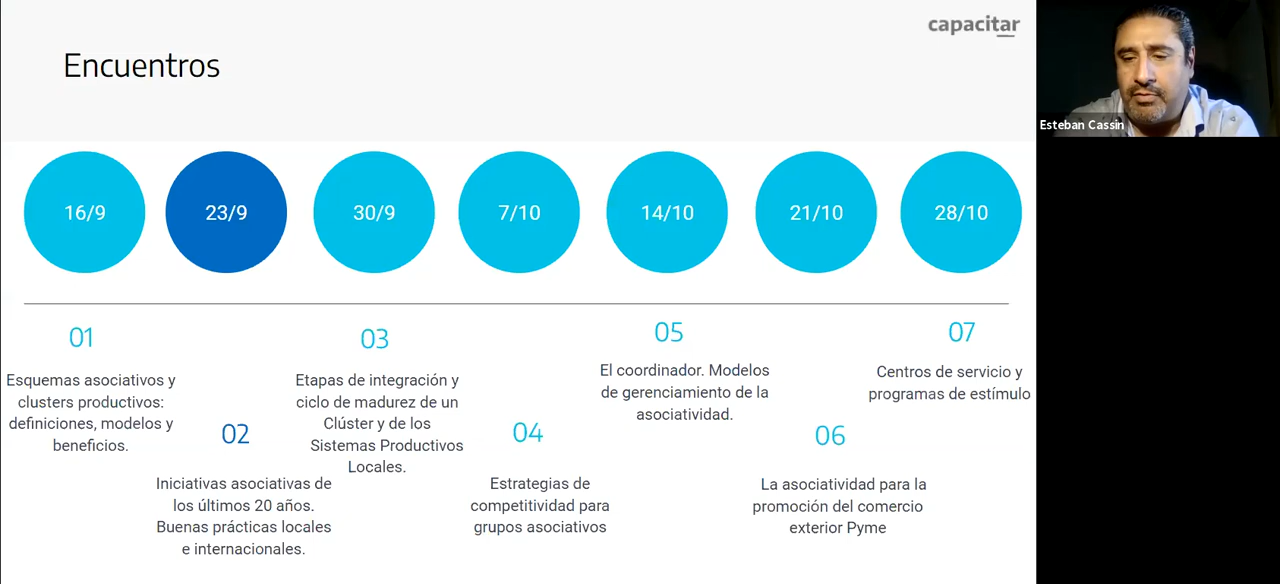 capacitar
Encuentros
Esteban Cassin
16/9
23/9
30/9
7/10
14/10
21/10
28/10
01
Esquemas asociativos y
clusters productivos:
definiciones, modelos y
beneficios.
02
Iniciativas asociativas de
los últimos 20 años.
Buenas prácticas locales
e internacionales.
03
Etapas de integración y
ciclo de madurez de un
Clúster y de los
Sistemas Productivos
Locales.
04
Estrategias de
competitividad para
grupos asociativos
05
El coordinador. Modelos
de gerenciamiento de la
asociatividad.
06
La asociatividad para la
promoción del comercio
exterior Pyme
07
Centros de servicio y
programas de estímulo